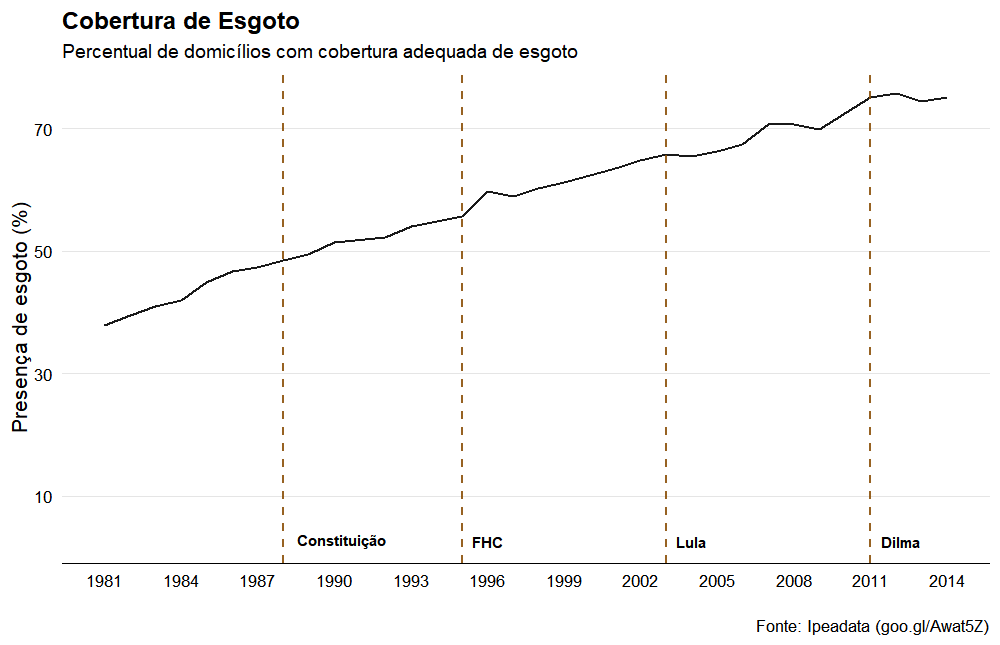 Cobertura de Esgoto
Percentual de domicílios com cobertura adequada de esgoto
Presença de esgoto (%)
70
50
30
10
Constituição
FHC
Lula
Dilma
1981
1984
1987
1990
1993
1996
1999
2002
2005
2008
2011
2014
Fonte: Ipeadata (goo.gl/Awat5Z)